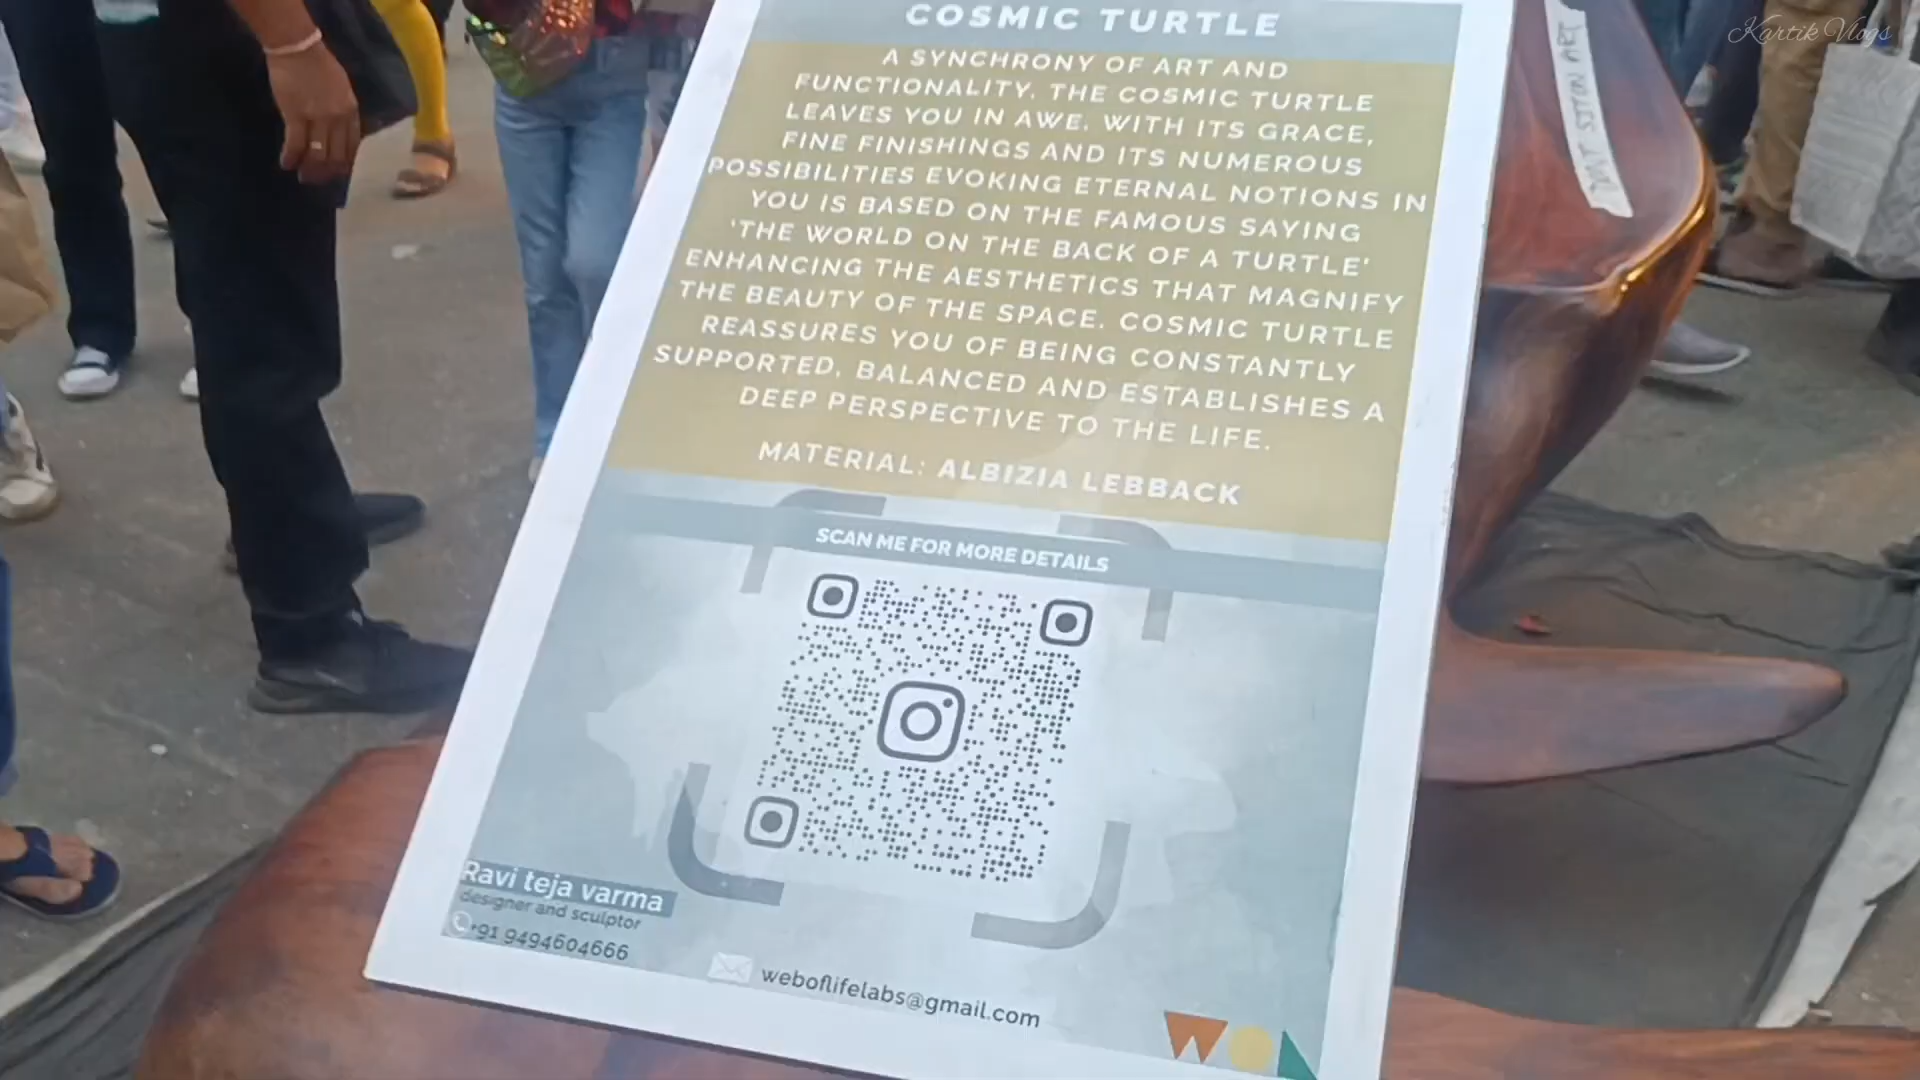 Kartik Vlogs
COSMIC TURTLE
A SYNCHRONY OF ART AND
FUNCTIONALITY. THE COSMIC TURTLE
LEAVES YOU IN AWE. WITH ITS GRACE,
FINE FINISHINGS AND ITS NUMEROUS
POSSIBILITIES EVOKING ETERNAL NOTIONS IN
YOU IS BASED ON THE FAMOUS SAYING
'THE WORLD ON THE BACK OF A TURTLE'
ENHANCING THE AESTHETICS THAT MAGNIFY
THE BEAUTY OF THE SPACE. COSMIC TURTLE
REASSURES YOU OF BEING CONSTANTLY
SUPPORTED, BALANCED AND ESTABLISHES A
DEEP PERSPECTIVE TO THE LIFE.
MATERIAL: ALBIZIA LEBBACK
SCAN ME FOR MORE DETAILS
Ravi teja varma
designer and sculptor
+91 9494604666
weboflifelabs@gmail.com